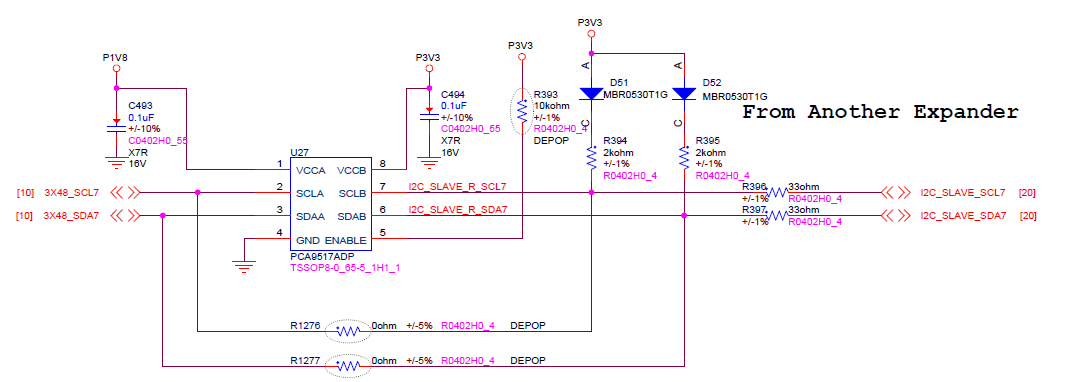 P3V3
P1V8
P3V3
P3V3
A
A
D51
MBR0530T1G
D52
MBR0530T1G
From Another Expander
C493
0.1uF
+/-10%
C0402H0_55
X7R
16V
C494
0.1uF
+/-10%
C0402H0_55
X7R
16V
R393
10kohm
+/-1%
R0402H0_4
DEPOP
C
C
R394
2kohm
+/-1%
R0402H0_4
R395
2kohm
+/-1%
R0402H0_4
U27
1 VCCA VCCB 8
[10] 3X48_SCL7 2 SCLA SCLB 7 I2C_SLAVE_R_SCL7
R396 33ohm I2C_SLAVE_SCL7 [20]
+/-1% R0402H0_4
[10] 3X48_SDA7 3 SDAA SDAB 6 I2C_SLAVE_R_SDA7
R397 33ohm I2C_SLAVE_SDA7 [20]
+/-1% R0402H0_4
4 GND ENABLE 5
PCA9517ADP
TSSOP8-0_65-5_1H1_1
R1276 0ohm +/-5% R0402H0_4 DEPOP
R1277 0ohm +/-5% R0402H0_4 DEPOP